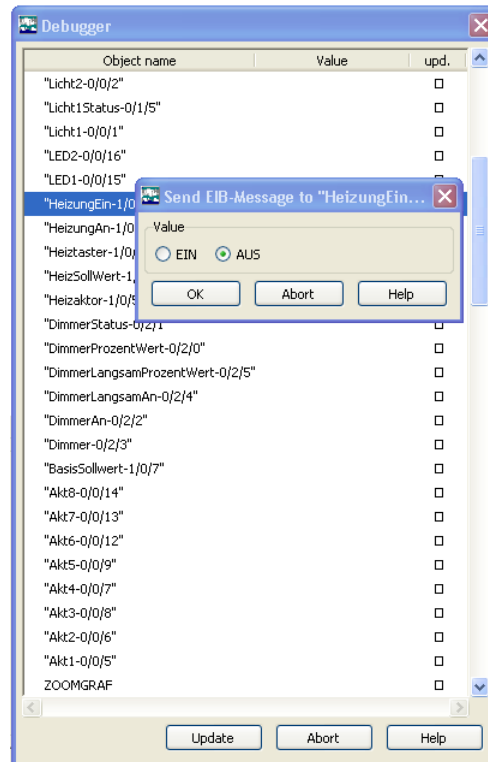 Debugger
Object name Value upd.
"Licht2-0/0/2"
"Licht1Status-0/1/5"
"Licht1-0/0/1"
"LED2-0/0/16"
"LED1-0/0/15"
"HeizungEin-1/0
"HeizungAn-1/0
"Heiztaster-1/0/
"HeizSollWert-1,
"Heizaktor-1/0/5
Send EIB-Message to "HeizungEin...
Value
EIN AUS
OK Abort Help
"DimmerStatus-0/2/1"
"DimmerProzentWert-0/2/0"
"DimmerLangsamProzentWert-0/2/5"
"DimmerLangsamAn-0/2/4"
"DimmerAn-0/2/2"
"Dimmer-0/2/3"
"BasisSollwert-1/0/7"
"Akt8-0/0/14"
"Akt7-0/0/13"
"Akt6-0/0/12"
"Akt5-0/0/9"
"Akt4-0/0/7"
"Akt3-0/0/8"
"Akt2-0/0/6"
"Akt1-0/0/5"
ZOOMGRAF
Update Abort Help